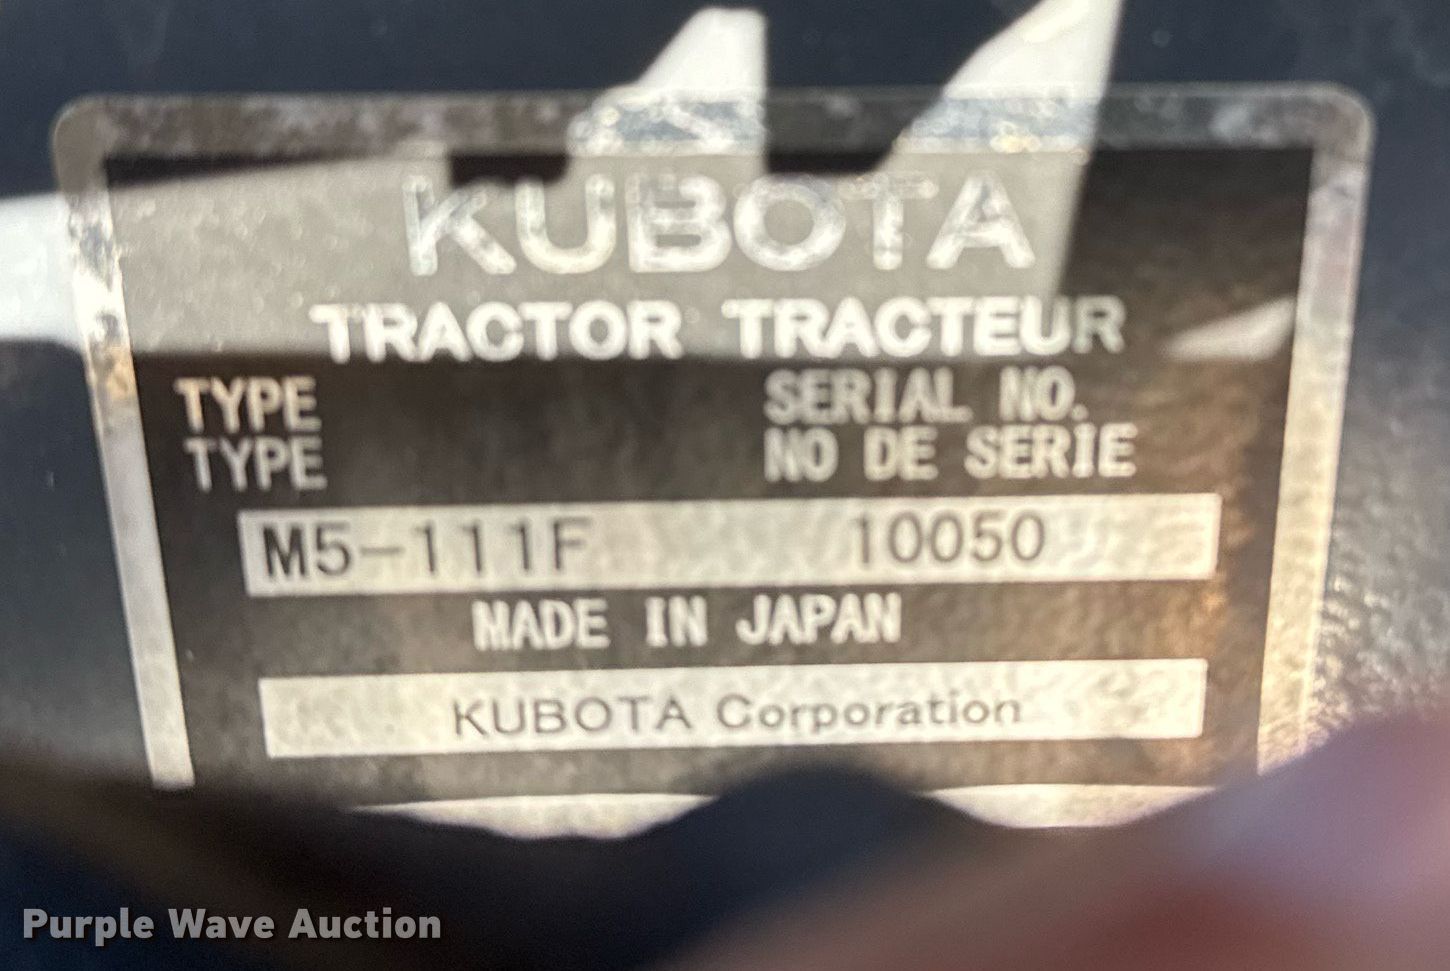 KUBOTA
TRACTOR TRACTEUR
TYPE SERIAL NO.
TYPE NO DE SERIE
M5-111F 10050
MADE IN JAPAN
KUBOTA Corporation
Purple Wave Auction